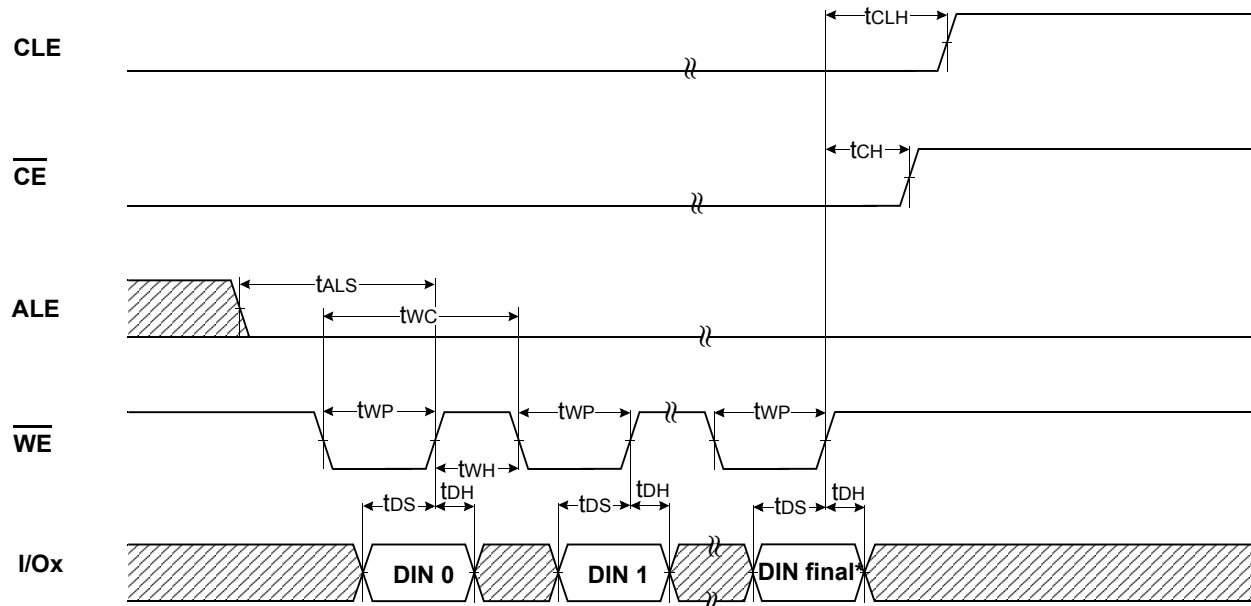 tCLH
CLE
tCH
CE
tALS
ALE
tWC
tWP
tWP
tWP
WE
tWH
tDS
tDH
tDS
tDH
tDS
tDH
I/Ox
DIN 0
DIN 1
DIN final*